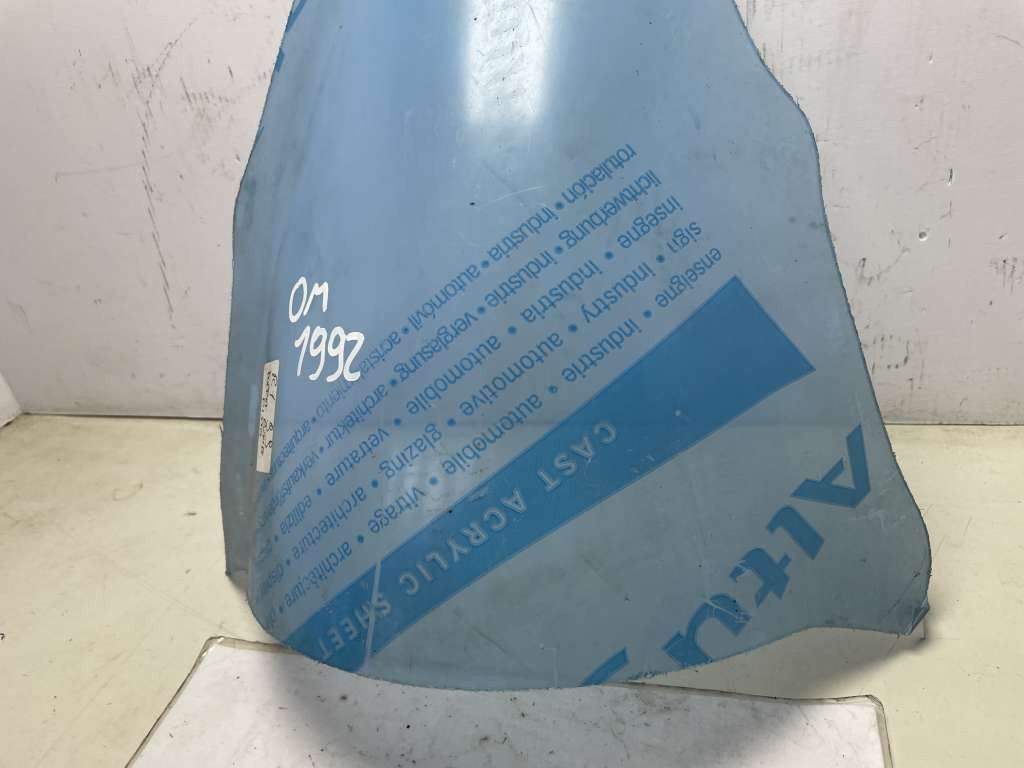 OM
1992
rotulación • industria • automóvil •
lichtwerbung • industrie • verglasung • architektur •
insegne • industria • automobile • vetrature • edilizia
sign • industry • automotive • glazing • architecture •
enseigne • industrie • automobile • vitrage • architecture •
CAST ACRYLIC SHEET
Altu